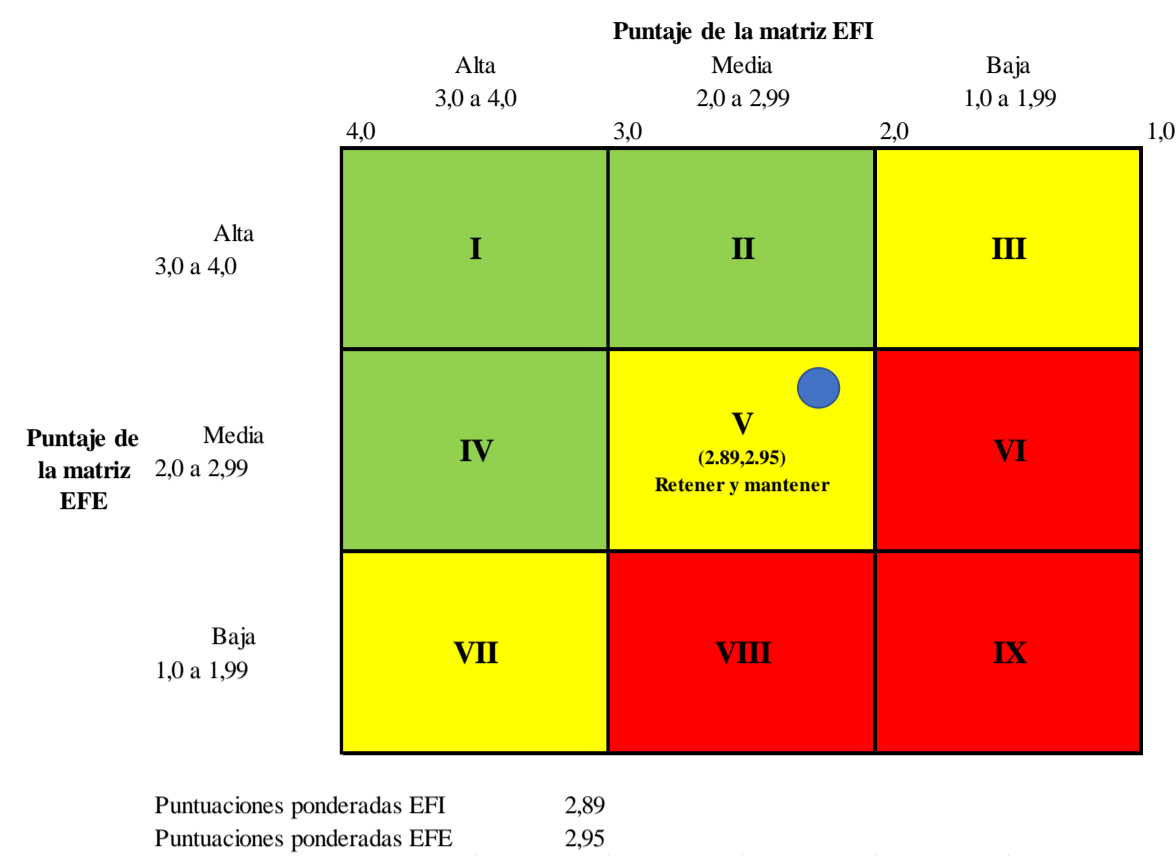 Puntaje de la matriz EFI
Alta Media Baja
3,0 a 4,0 2,0 a 2,99 1,0 a 1,99
4,0 3,0 2,0 1,0
Alta
3,0 a 4,0
I II III
Puntaje de
la matriz
EFE
Media
2,0 a 2,99
IV
V
(2.89,2.95)
Retener y mantener
VI
Baja
1,0 a 1,99
VII VIII IX
Puntuaciones ponderadas EFI 2,89
Puntuaciones ponderadas EFE 2,95